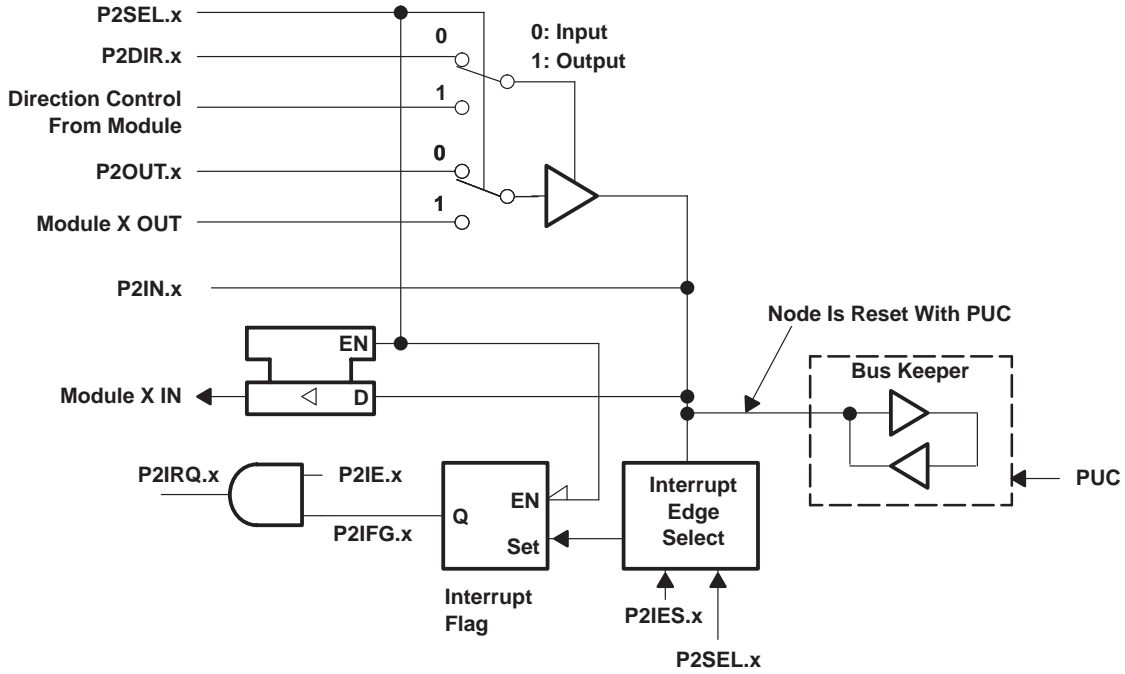 P2SEL.x
0
0: Input
1: Output
P2DIR.x
1
Direction Control
From Module
0
P2OUT.x
1
Module X OUT
P2IN.x
Node Is Reset With PUC
EN
Bus Keeper
Module X IN
D
P2IRQ.x
P2IE.x
PUC
Interrupt
Edge
Select
EN
Q
P2IFG.x
Set
Interrupt
Flag
P2IES.x
P2SEL.x